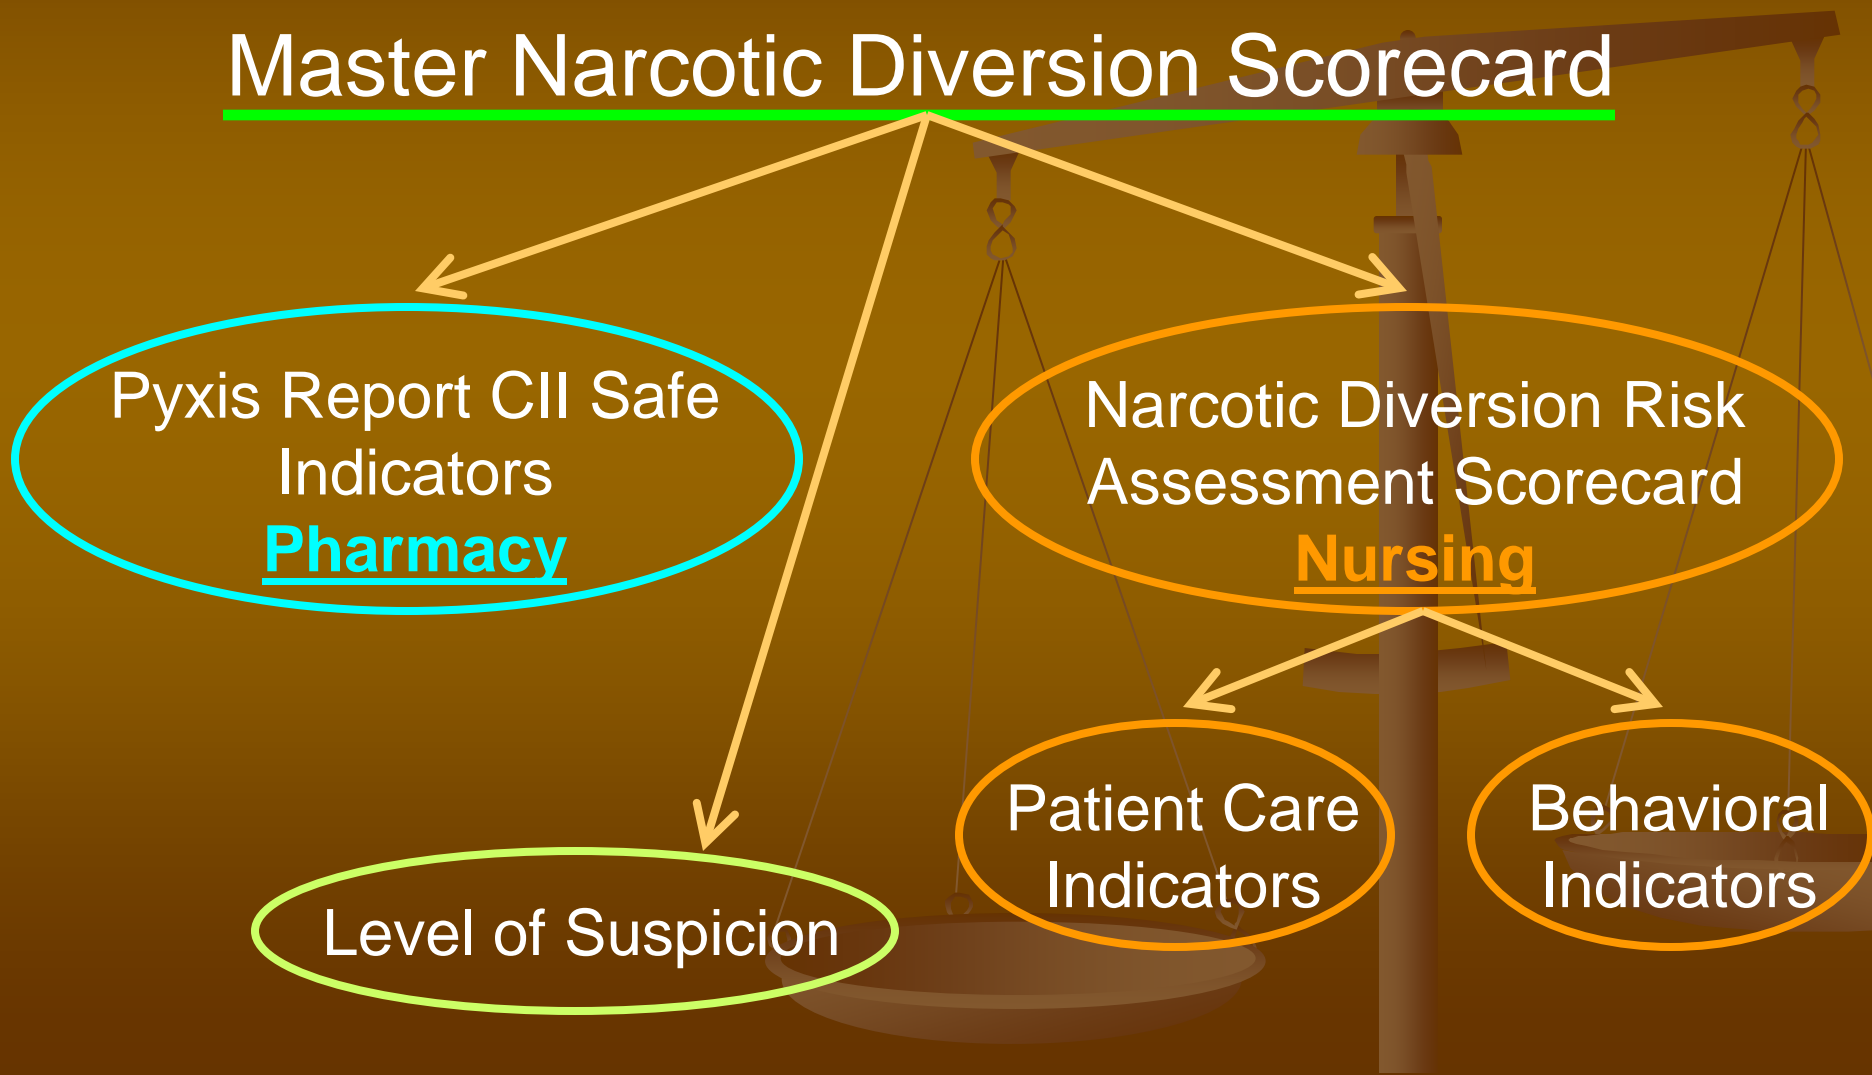 Master Narcotic Diversion Scorecard
Pyxis Report CII Safe
Indicators
Pharmacy
Narcotic Diversion Risk
Assessment Scorecard
Nursing
Patient Care
Indicators
Behavioral
Indicators
Level of Suspicion